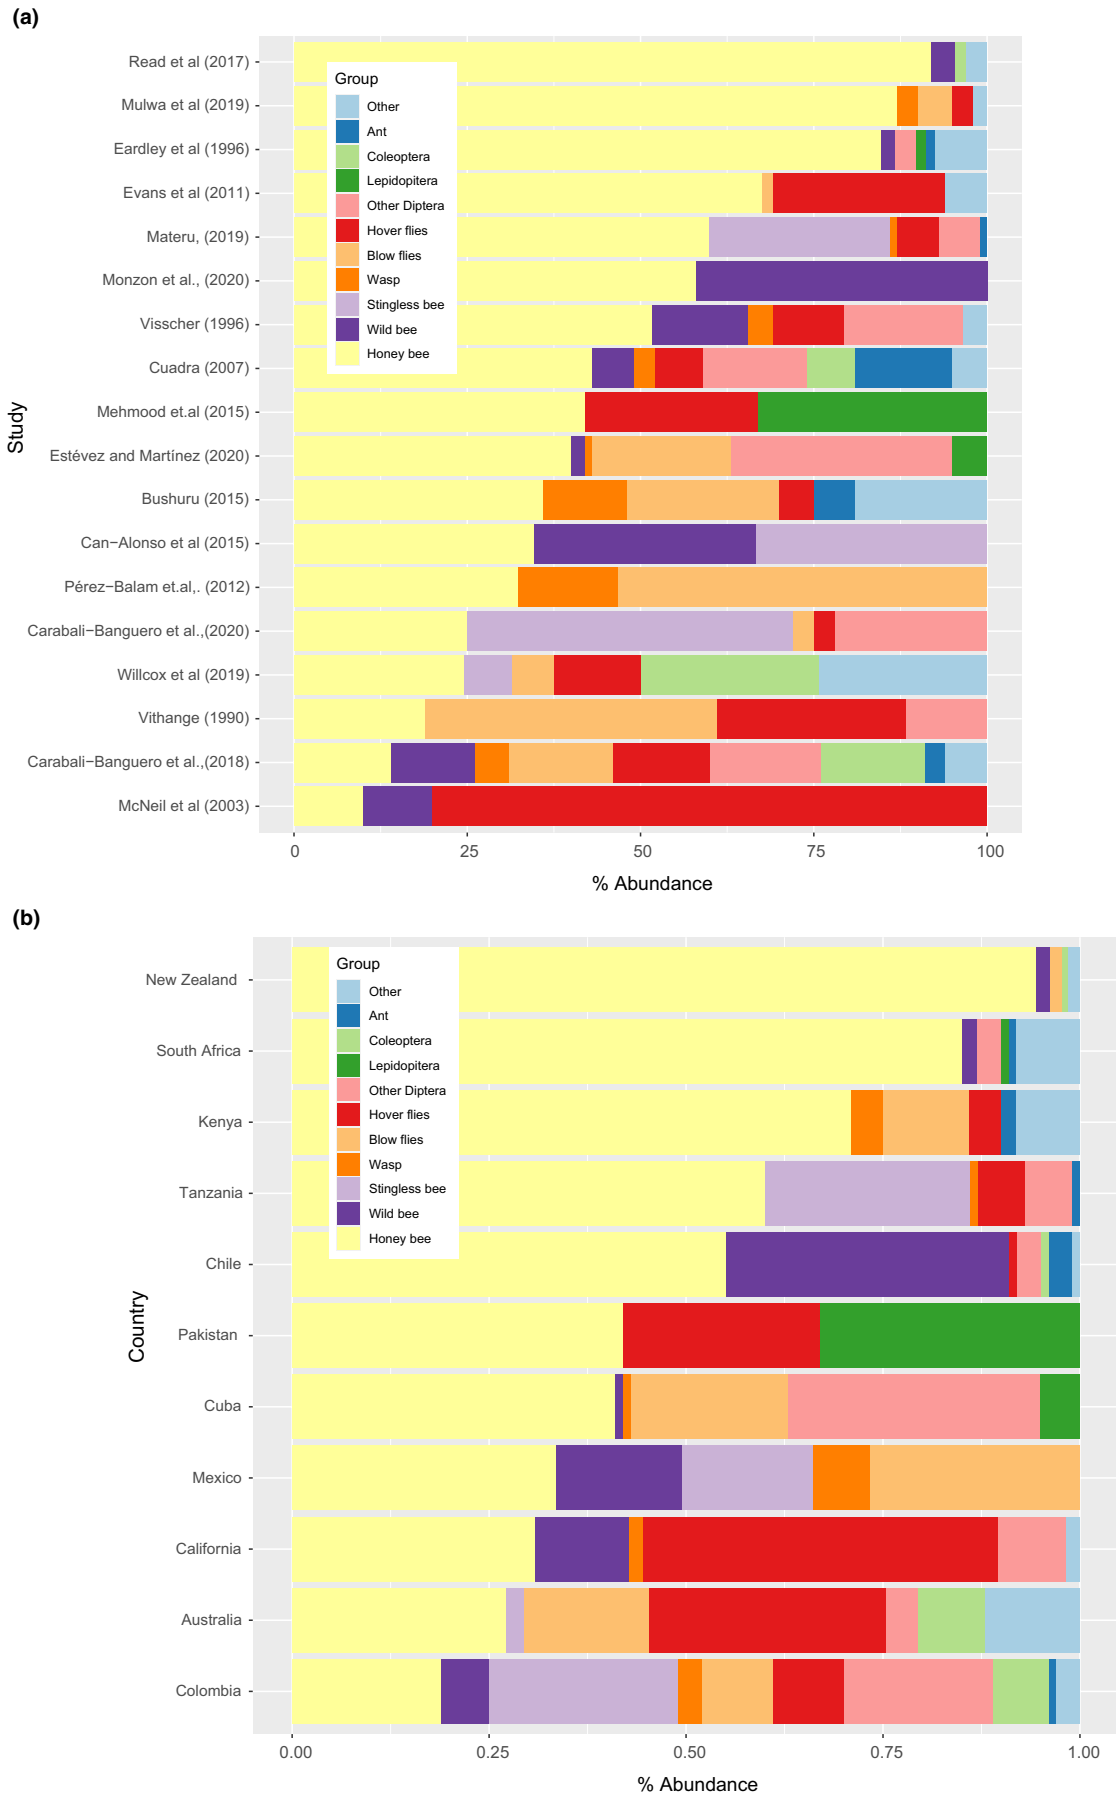 (a)
Read et al (2017)
Mulwa et al (2019)
Eardley et al (1996)
Evans et al (2011)
Materu, (2019)
Monzon et al., (2020)
Visscher (1996)
Cuadra (2007)
Mehmood et.al (2015)
Estévez and Martínez (2020)
Bushuru (2015)
Can−Alonso et al (2015)
Pérez−Balam et.al,. (2012)
Carabali−Banguero et al.,(2020)
Willcox et al (2019)
Vithange (1990)
Carabali−Banguero et al.,(2018)
McNeil et al (2003)
Study
Group
Other
Ant
Coleoptera
Lepidopitera
Other Diptera
Hover flies
Blow flies
Wasp
Stingless bee
Wild bee
Honey bee
0 25 50 75 100
% Abundance
(b)
New Zealand
South Africa
Kenya
Tanzania
Chile
Pakistan
Cuba
Mexico
California
Australia
Colombia
Country
Group
Other
Ant
Coleoptera
Lepidopitera
Other Diptera
Hover flies
Blow flies
Wasp
Stingless bee
Wild bee
Honey bee
0.00 0.25 0.50 0.75 1.00
% Abundance